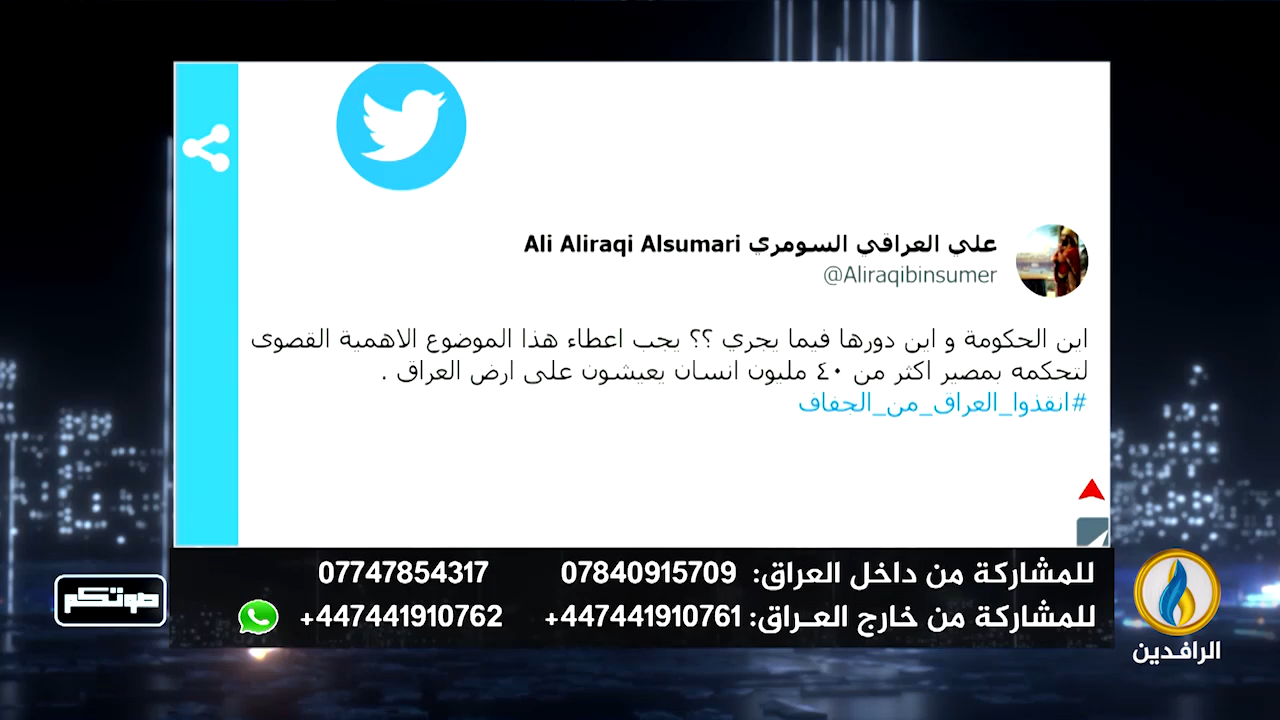 علي العراقي السومري Ali Aliraqi Alsumari
@Aliraqibinsumer
اين الحكومة و اين دورها فيما يجري ؟؟ يجب اعطاء هذا الموضوع الاهمية القصوى
لتحكمه بمصير اكثر من ٤٠ مليون انسان يعيشون على ارض العراق .
#انقذوا_العراق_من_الجفاف
للمشاركة من داخل العراق: 07840915709 07747854317
للمشاركة من خارج العـراق: 447441910761+ 447441910762+
صوتكم
الرافدين